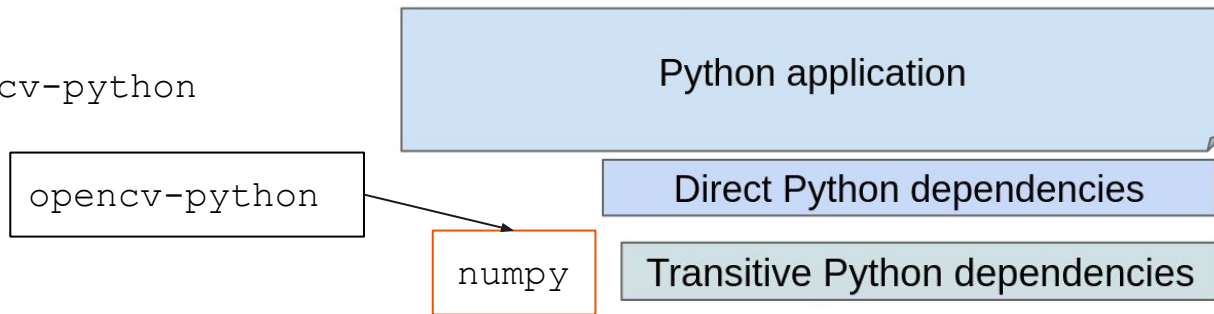 Python application
cv-python
opencv-python
Direct Python dependencies
numpy
Transitive Python dependencies